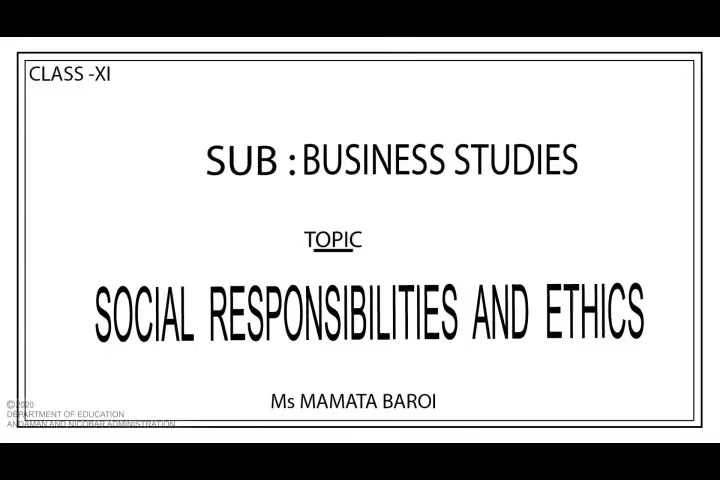 CLASS -XI
SUB : BUSINESS STUDIES
TOPIC
SOCIAL RESPONSIBILITIES AND ETHICS
Ms MAMATA BAROI
©2020
DEPARTMENT OF EDUCATION
ANDAMAN AND NICOBAR ADMINISTRATION